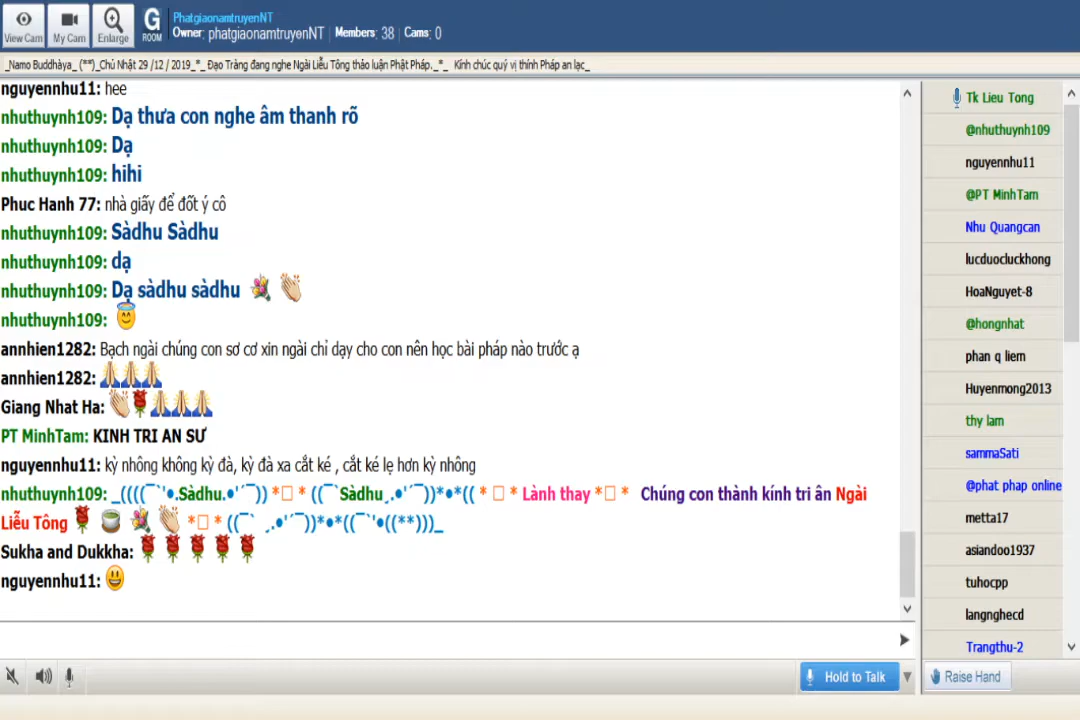 PhatgiaonamtruyenNT
Owner: phatgiaonamtruyenNT | Members: 38 | Cams: 0
View Cam
My Cam
Enlarge
G ROOM
_Namo Buddhàya_ (**)_Chủ Nhật 29 /12 / 2019_*_ Đạo Tràng đang nghe Ngài Liễu Tông thảo luận Phật Pháp._*_ Kính chúc quý vị thính Pháp an lạc_
nguyennhu11: hee
nhuthuynh109: Dạ thưa con nghe âm thanh rõ
nhuthuynh109: Dạ
nhuthuynh109: hihi
Phuc Hanh 77: nhà giấy để đốt ý cô
nhuthuynh109: Sàdhu Sàdhu
nhuthuynh109: dạ
nhuthuynh109: Dạ sàdhu sàdhu 💐 👏
nhuthuynh109: 😇
annhien1282: Bạch ngài chúng con sơ cơ xin ngài chỉ dạy cho con nên học bài pháp nào trước ạ
annhien1282: 🙏🙏🙏
Giang Nhat Ha: 👏🌹🙏🙏🙏
PT MinhTam: KINH TRI AN SƯ
nguyennhu11: kỳ nhông không kỳ đà, kỳ đà xa cắt ké , cắt ké lẹ hơn kỳ nhông
nhuthuynh109: _((((¯`'•.Sàdhu.•'´¯)) *□ * ((¯`Sàdhu¸.•'´¯))*•*(( * □ * Lành thay *□ * Chúng con thành kính tri ân Ngài
Liễu Tông 🌹 🍵 💐 👏 *□ * ((¯` ¸.•'´¯))*•*((¯`'•((**)))_
Sukha and Dukkha: 🌹🌹🌹🌹🌹
nguyennhu11: 😃
Hold to Talk
Tk Lieu Tong
@nhuthuynh109
nguyennhu11
@PT MinhTam
Nhu Quangcan
lucduocluckhong
HoaNguyet-8
@hongnhat
phan q liem
Huyenmong2013
thy lam
sammaSati
@phat phap online
metta17
asiandoo1937
tuhocpp
langnghecd
Trangthu-2
Raise Hand